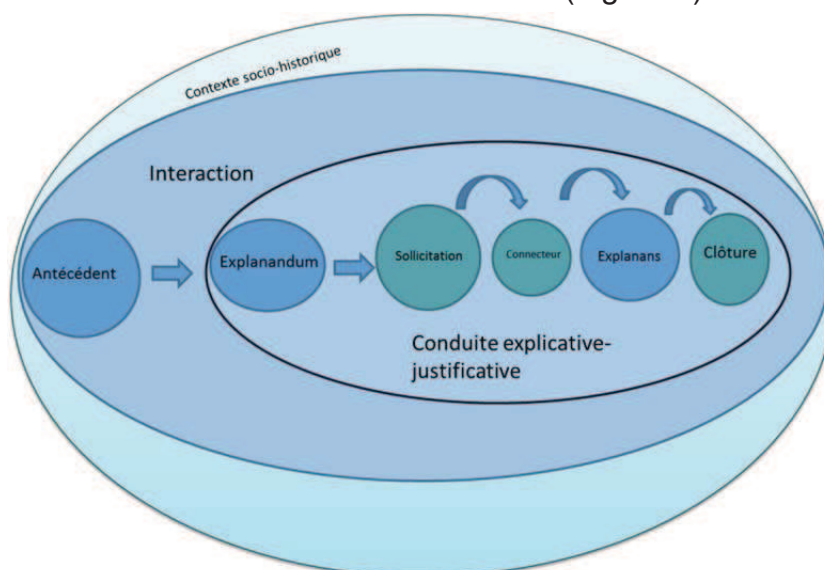 Contexte socio-historique
Interaction
Antécédent
Explanandum
Sollicitation
Connecteur
Explanans
Clôture
Conduite explicative-
justificative